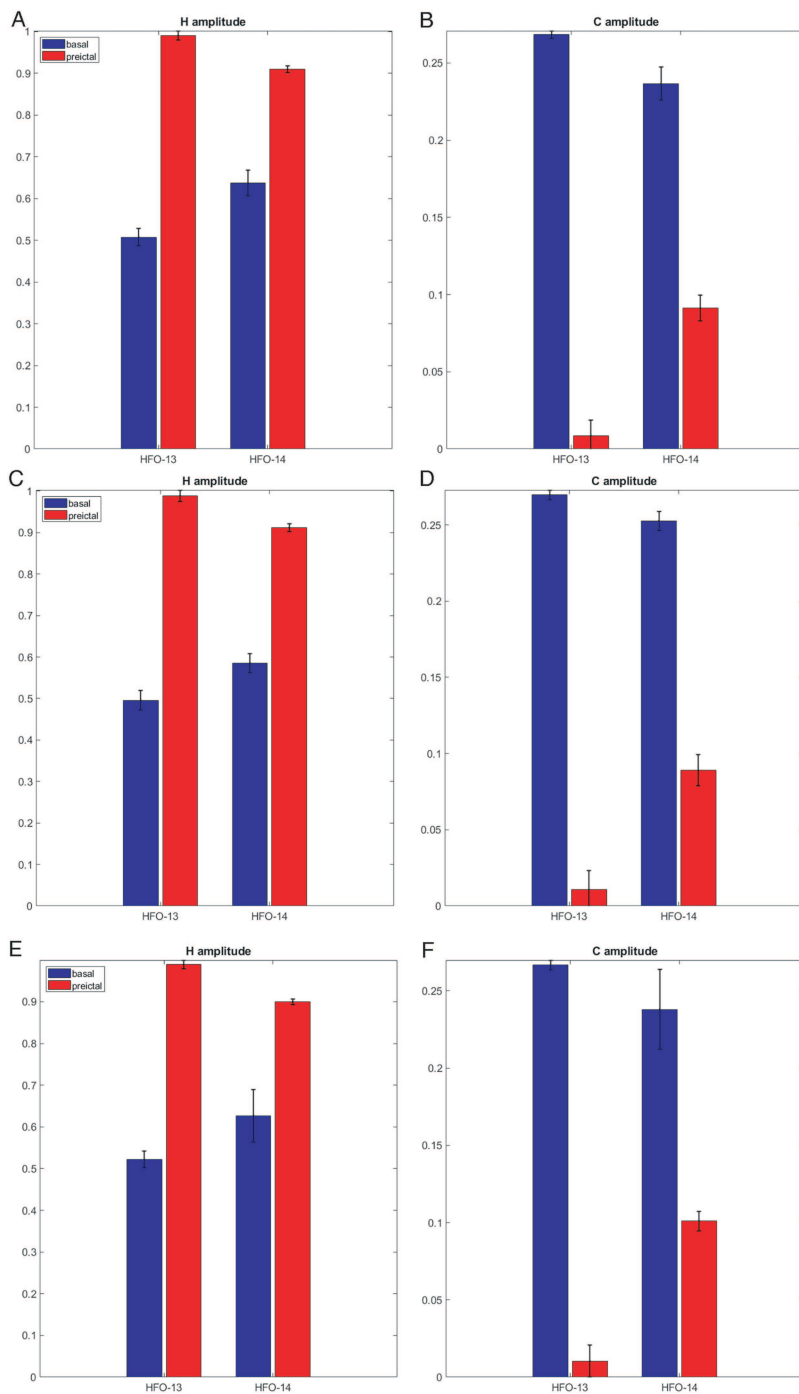 A
H amplitude
basal
preictal
1
0.9
0.8
0.7
0.6
0.5
0.4
0.3
0.2
0.1
0
HFO-13
HFO-14
B
C amplitude
0.25
0.2
0.15
0.1
0.05
0
HFO-13
HFO-14
C
H amplitude
basal
preictal
1
0.9
0.8
0.7
0.6
0.5
0.4
0.3
0.2
0.1
0
HFO-13
HFO-14
D
C amplitude
0.25
0.2
0.15
0.1
0.05
0
HFO-13
HFO-14
E
H amplitude
basal
preictal
0.9
0.8
0.7
0.6
0.5
0.4
0.3
0.2
0.1
0
HFO-13
HFO-14
F
C amplitude
0.25
0.2
0.15
0.1
0.05
0
HFO-13
HFO-14